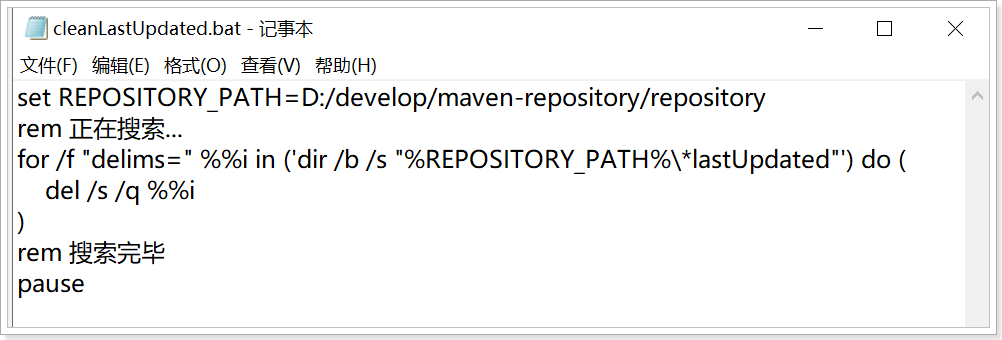 cleanLastUpdated.bat - 记事本
文件(F) 编辑(E) 格式(O) 查看(V) 帮助(H)
set REPOSITORY_PATH=D:/develop/maven-repository/repository
rem 正在搜索...
for /f "delims=" %%i in ('dir /b /s "%REPOSITORY_PATH%\*lastUpdated"') do (
    del /s /q %%i
)
rem 搜索完毕
pause